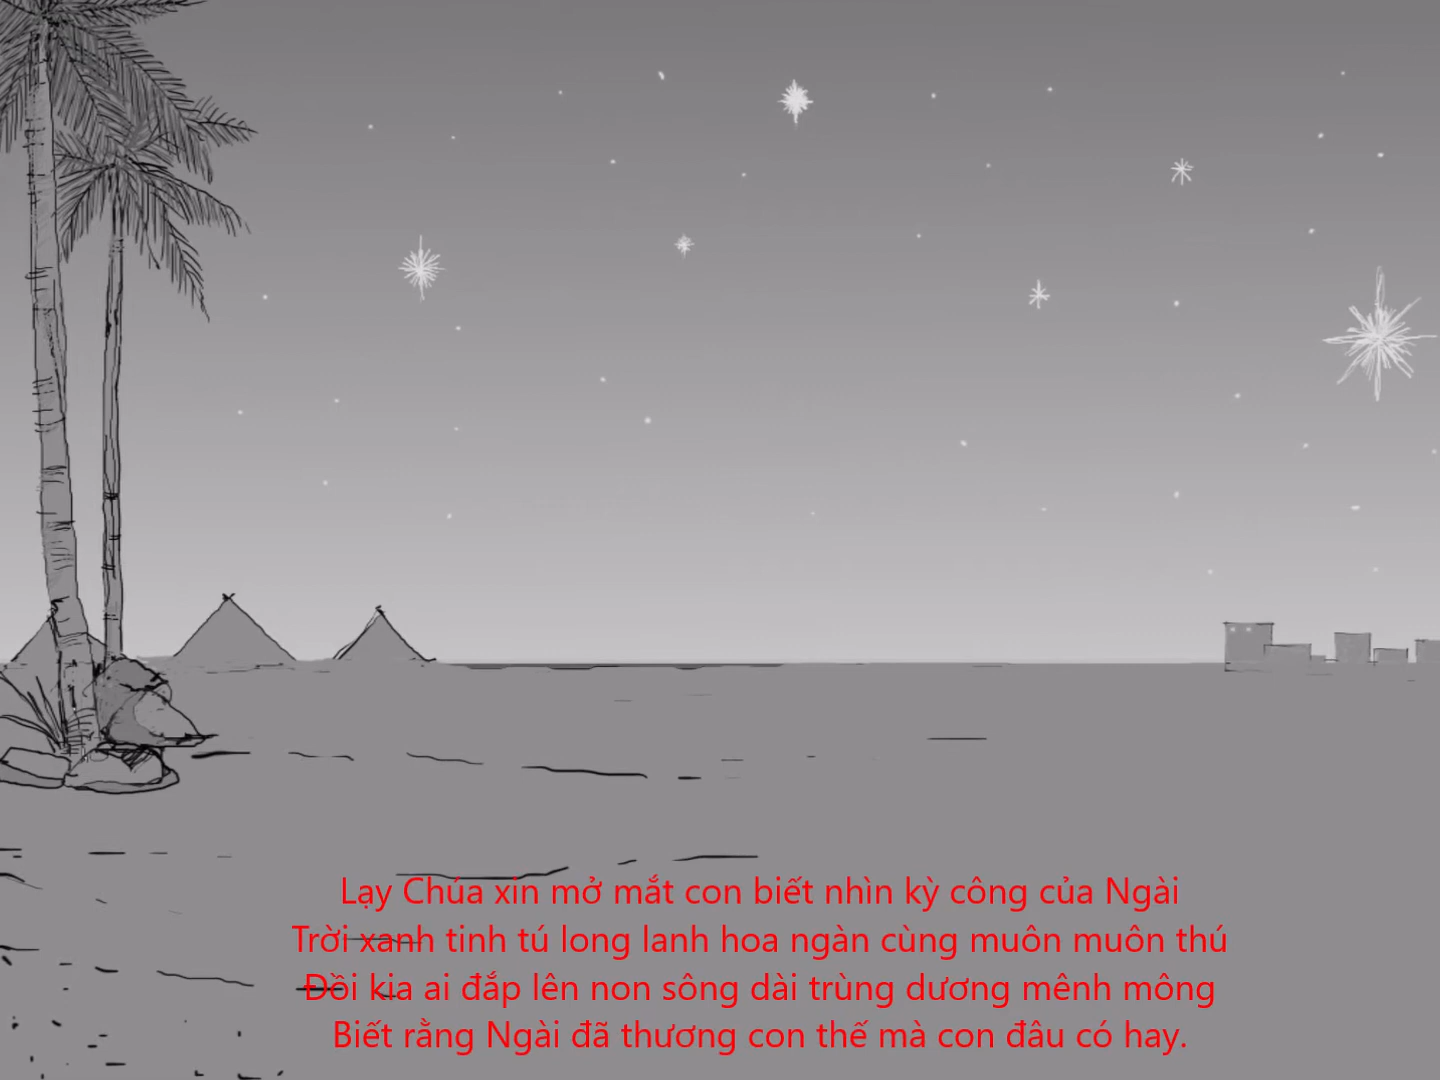 Lạy Chúa xin mở mắt con biết nhìn kỳ công của Ngài
Trời xanh tinh tú long lanh hoa ngàn cùng muôn muôn thú
Đồi kia ai đắp lên non sông dài trùng dương mênh mông
Biết rằng Ngài đã thương con thế mà con đâu có hay.